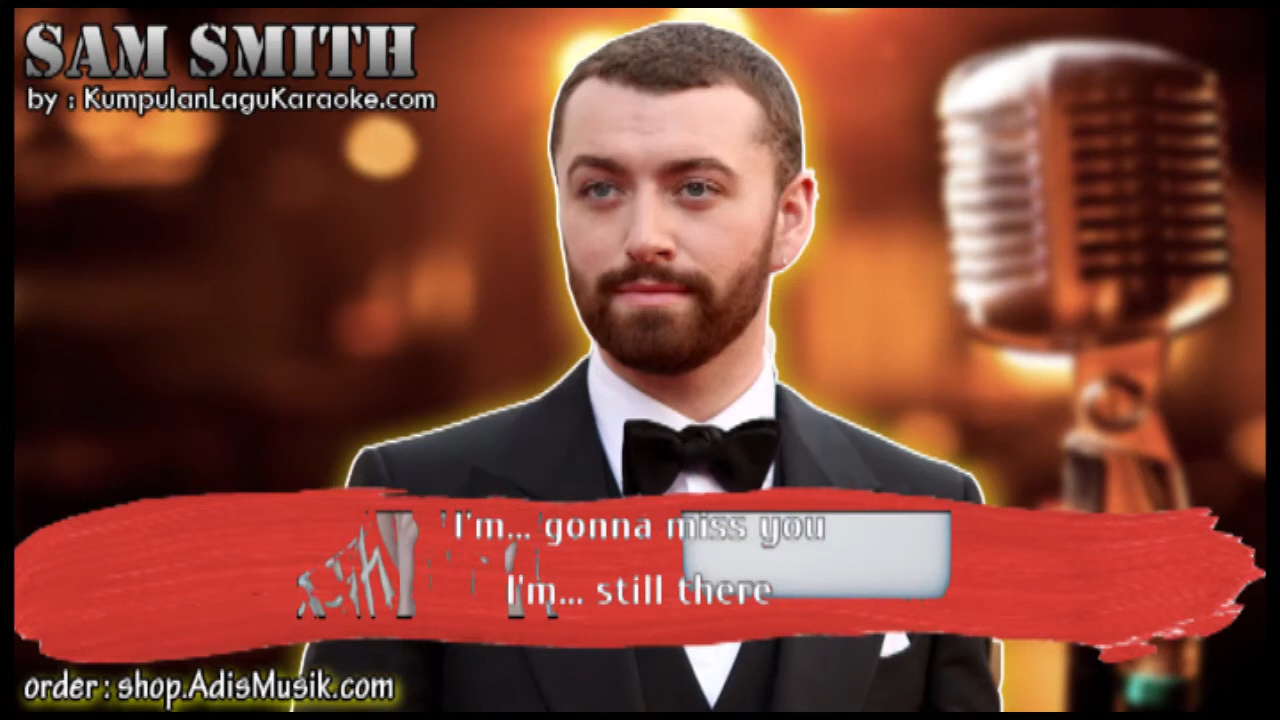 SAM SMITH
by : KumpulanLaguKaraoke.com
I'm... gonna miss you
I'm... still there
order : shop.AdisMusik.com